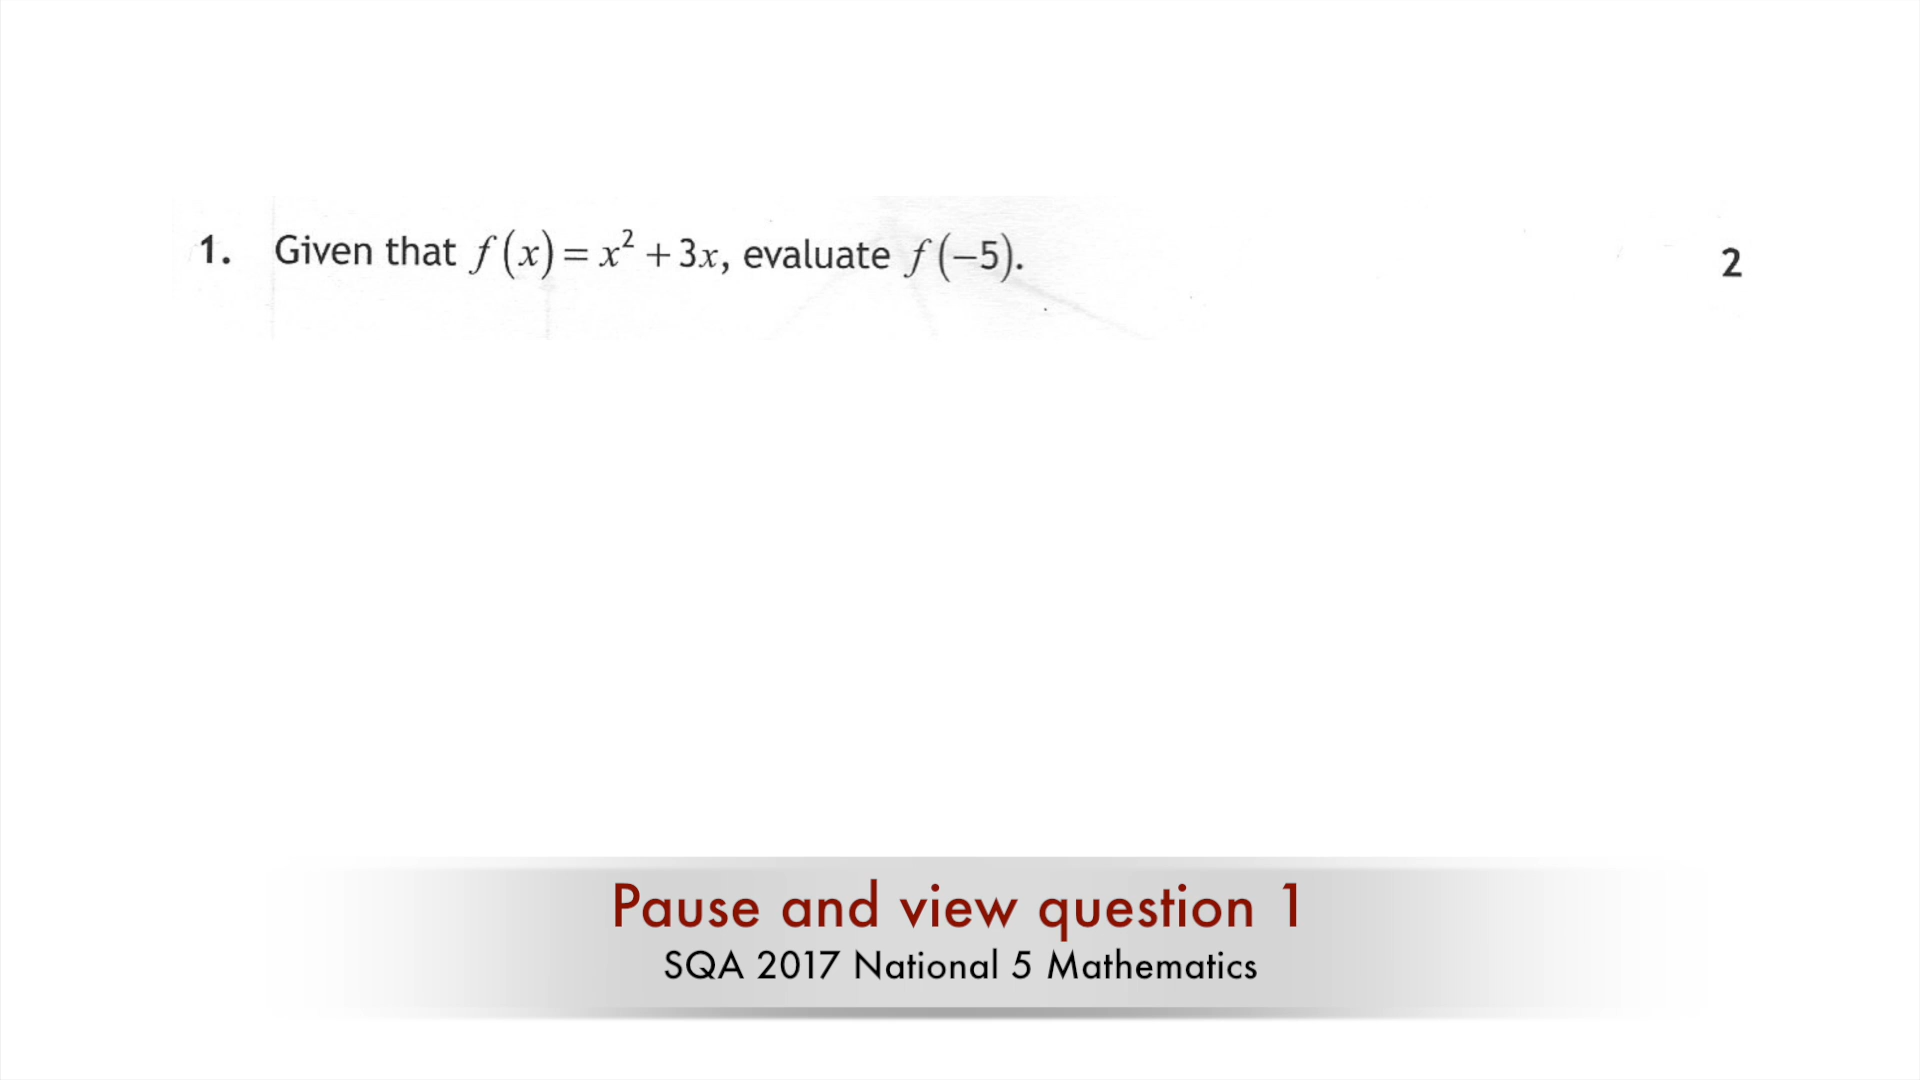 1. Given that f(x) = x² + 3x, evaluate f(−5). 2
Pause and view question 1
SQA 2017 National 5 Mathematics